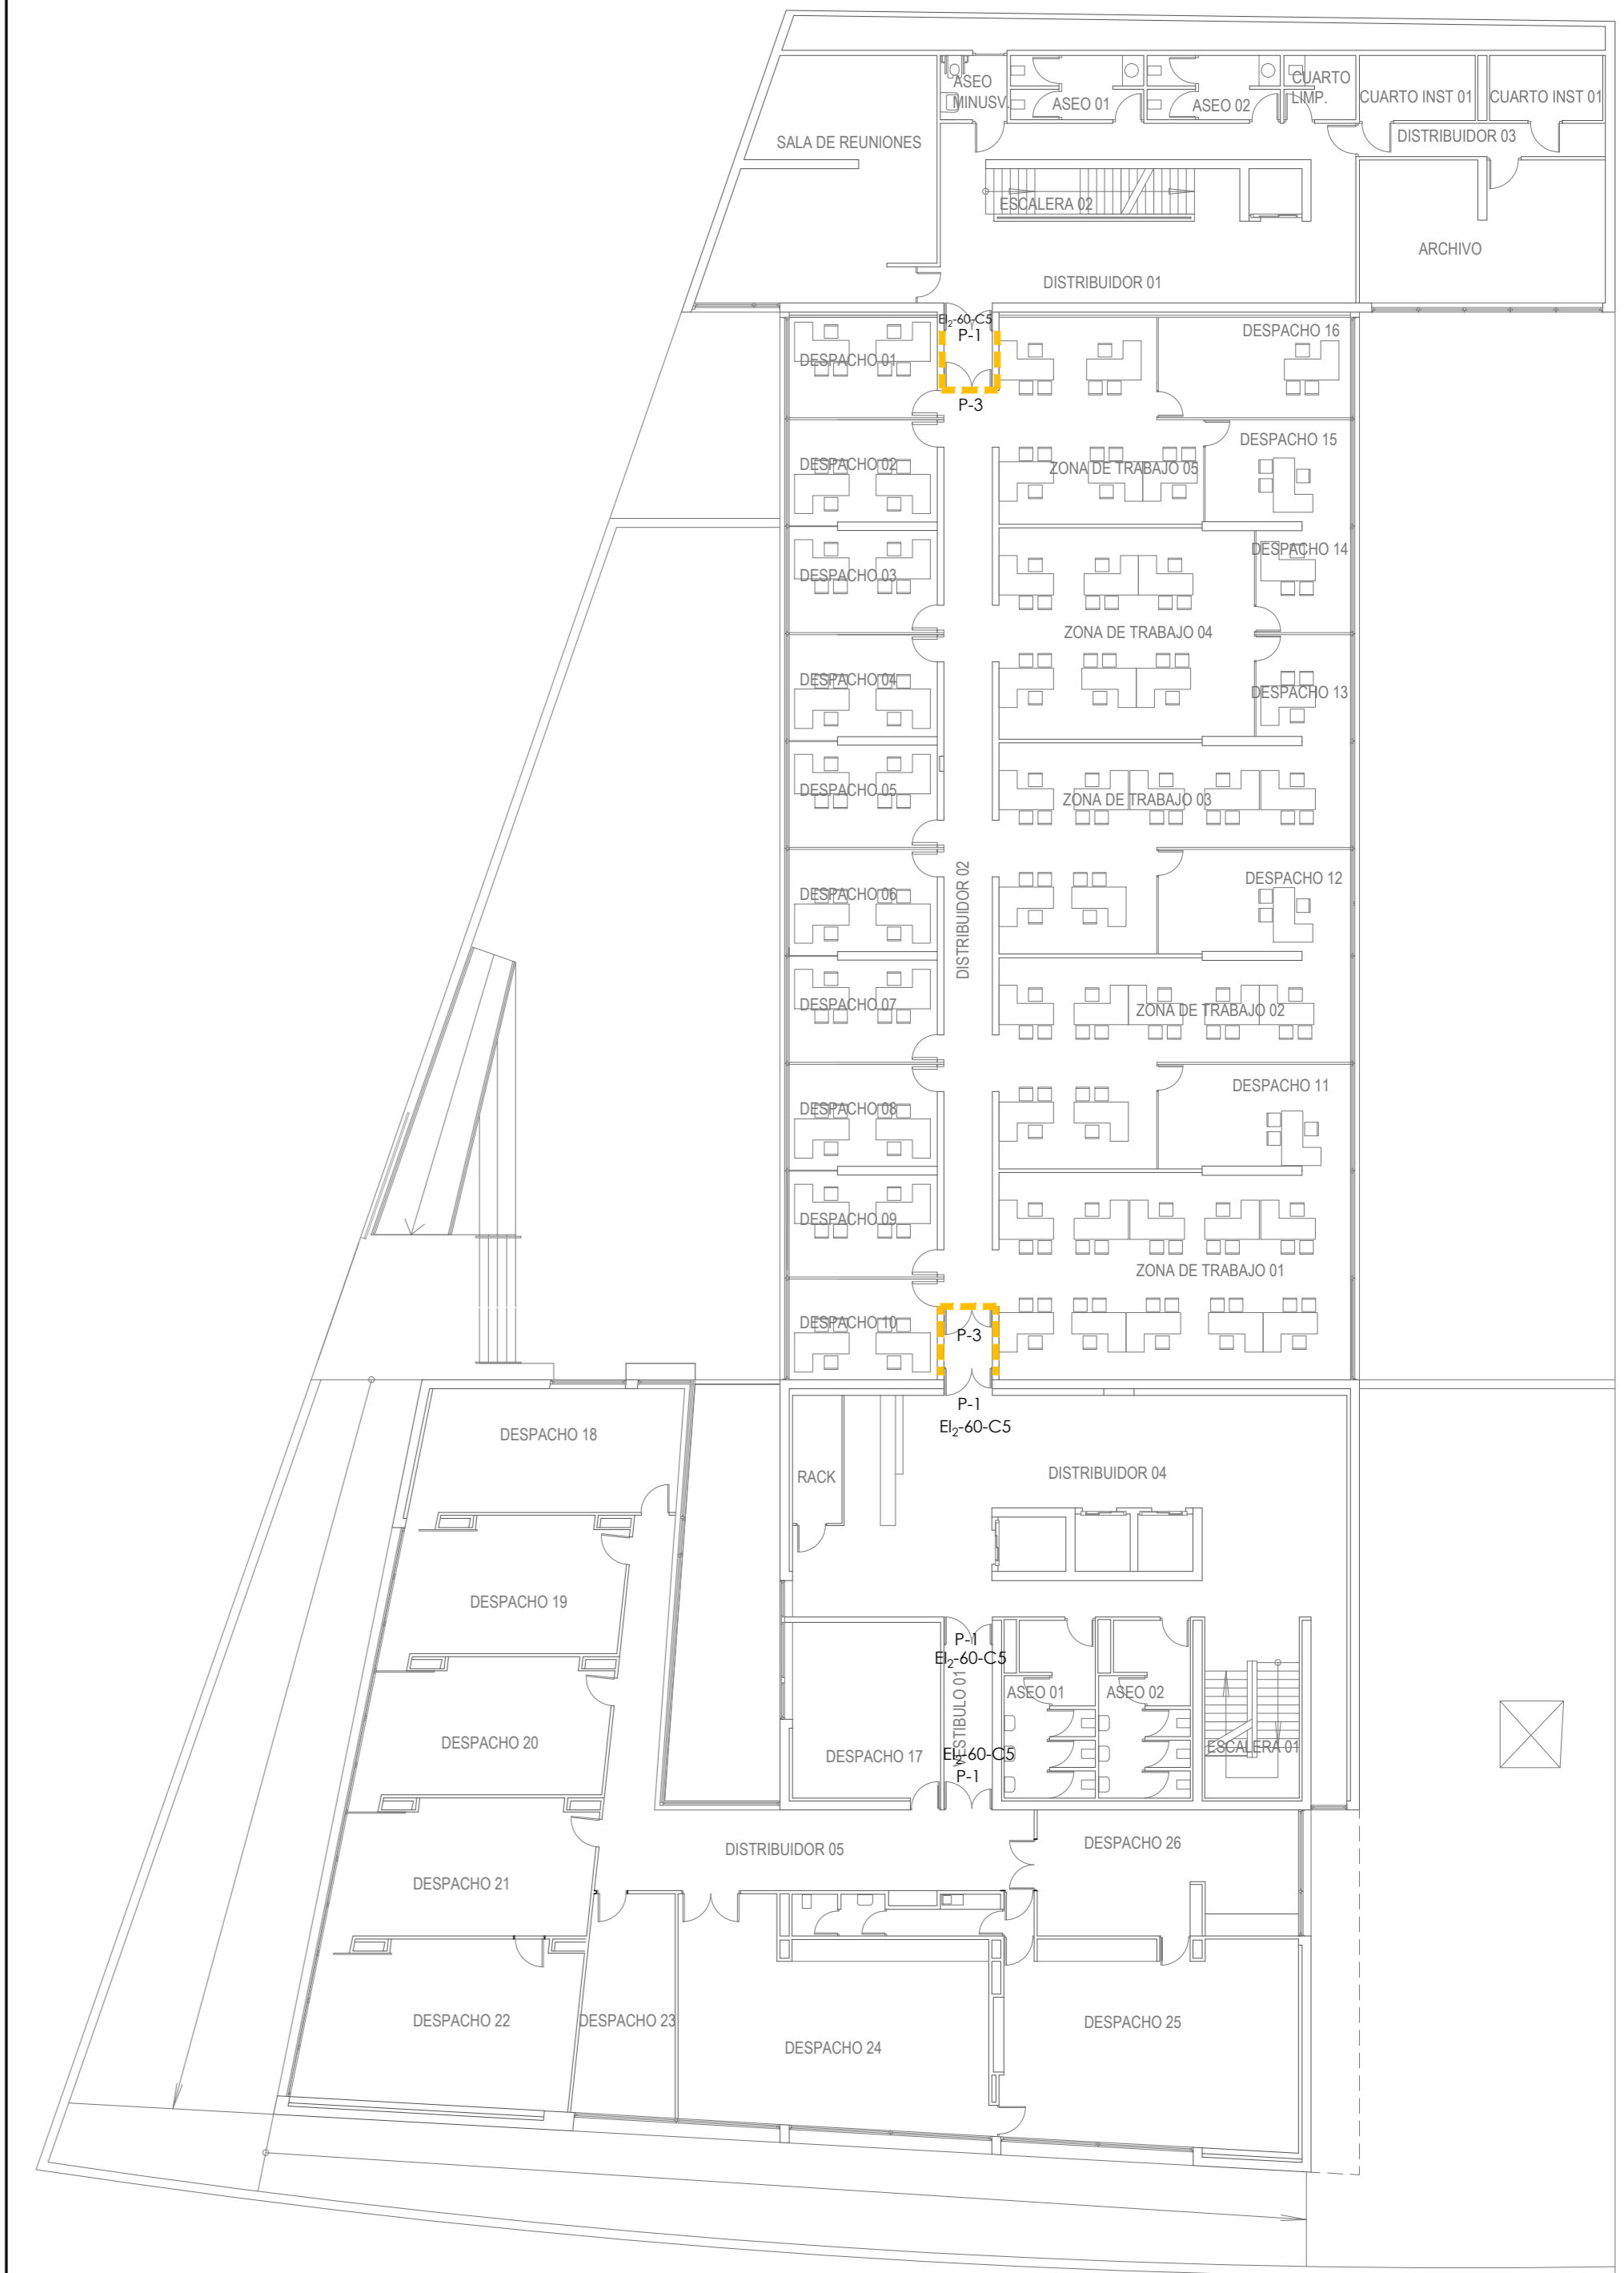 ASEO
MINUSV.
ASEO 01
ASEO 02
CUARTO
LIMP.
CUARTO INST 01
CUARTO INST 01
SALA DE REUNIONES
DISTRIBUIDOR 03
ESCALERA 02
ARCHIVO
DISTRIBUIDOR 01
EI₂-60-C5
P-1
P-3
DESPACHO 01
DESPACHO 16
DESPACHO 02
ZONA DE TRABAJO 05
DESPACHO 15
DESPACHO 03
DESPACHO 14
ZONA DE TRABAJO 04
DESPACHO 04
DESPACHO 13
DESPACHO 05
ZONA DE TRABAJO 03
DESPACHO 06
DISTRIBUIDOR 02
DESPACHO 12
DESPACHO 07
ZONA DE TRABAJO 02
DESPACHO 08
DESPACHO 11
DESPACHO 09
ZONA DE TRABAJO 01
DESPACHO 10
P-3
P-1
EI₂-60-C5
DESPACHO 18
RACK
DISTRIBUIDOR 04
DESPACHO 19
P-1
EI₂-60-C5
VESTIBULO 01
ASEO 01
ASEO 02
DESPACHO 20
DESPACHO 17
EI₂-60-C5
P-1
ESCALERA 01
DISTRIBUIDOR 05
DESPACHO 26
DESPACHO 21
DESPACHO 22
DESPACHO 23
DESPACHO 24
DESPACHO 25